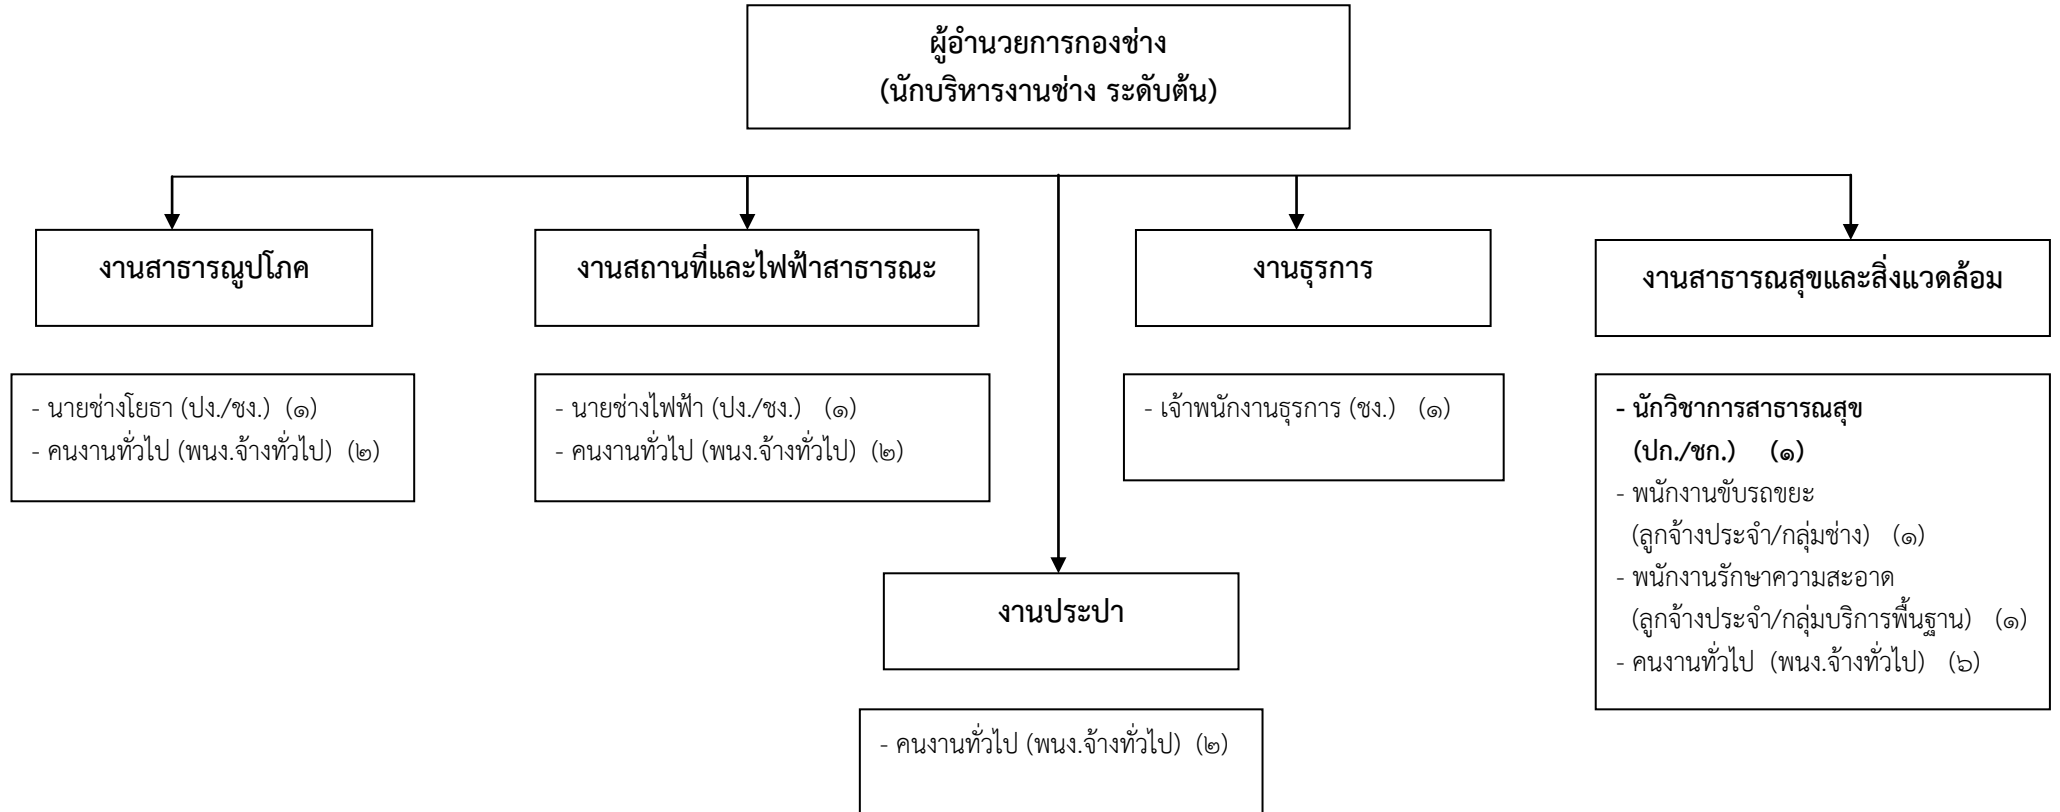 ผู้อำนวยการกองช่าง
(นักบริหารงานช่าง ระดับต้น)
งานสาธารณูปโภค
งานสถานที่และไฟฟ้าสาธารณะ
งานธุรการ
งานสาธารณสุขและสิ่งแวดล้อม
- นายช่างโยธา (ปง./ชง.) (๑)
- คนงานทั่วไป (พนง.จ้างทั่วไป) (๒)
- นายช่างไฟฟ้า (ปง./ชง.) (๑)
- คนงานทั่วไป (พนง.จ้างทั่วไป) (๒)
- เจ้าพนักงานธุรการ (ชง.) (๑)
- นักวิชาการสาธารณสุข
(ปก./ชก.) (๑)
- พนักงานขับรถขยะ
(ลูกจ้างประจำ/กลุ่มช่าง) (๑)
- พนักงานรักษาความสะอาด
(ลูกจ้างประจำ/กลุ่มบริการพื้นฐาน) (๑)
- คนงานทั่วไป (พนง.จ้างทั่วไป) (๖)
งานประปา
- คนงานทั่วไป (พนง.จ้างทั่วไป) (๒)